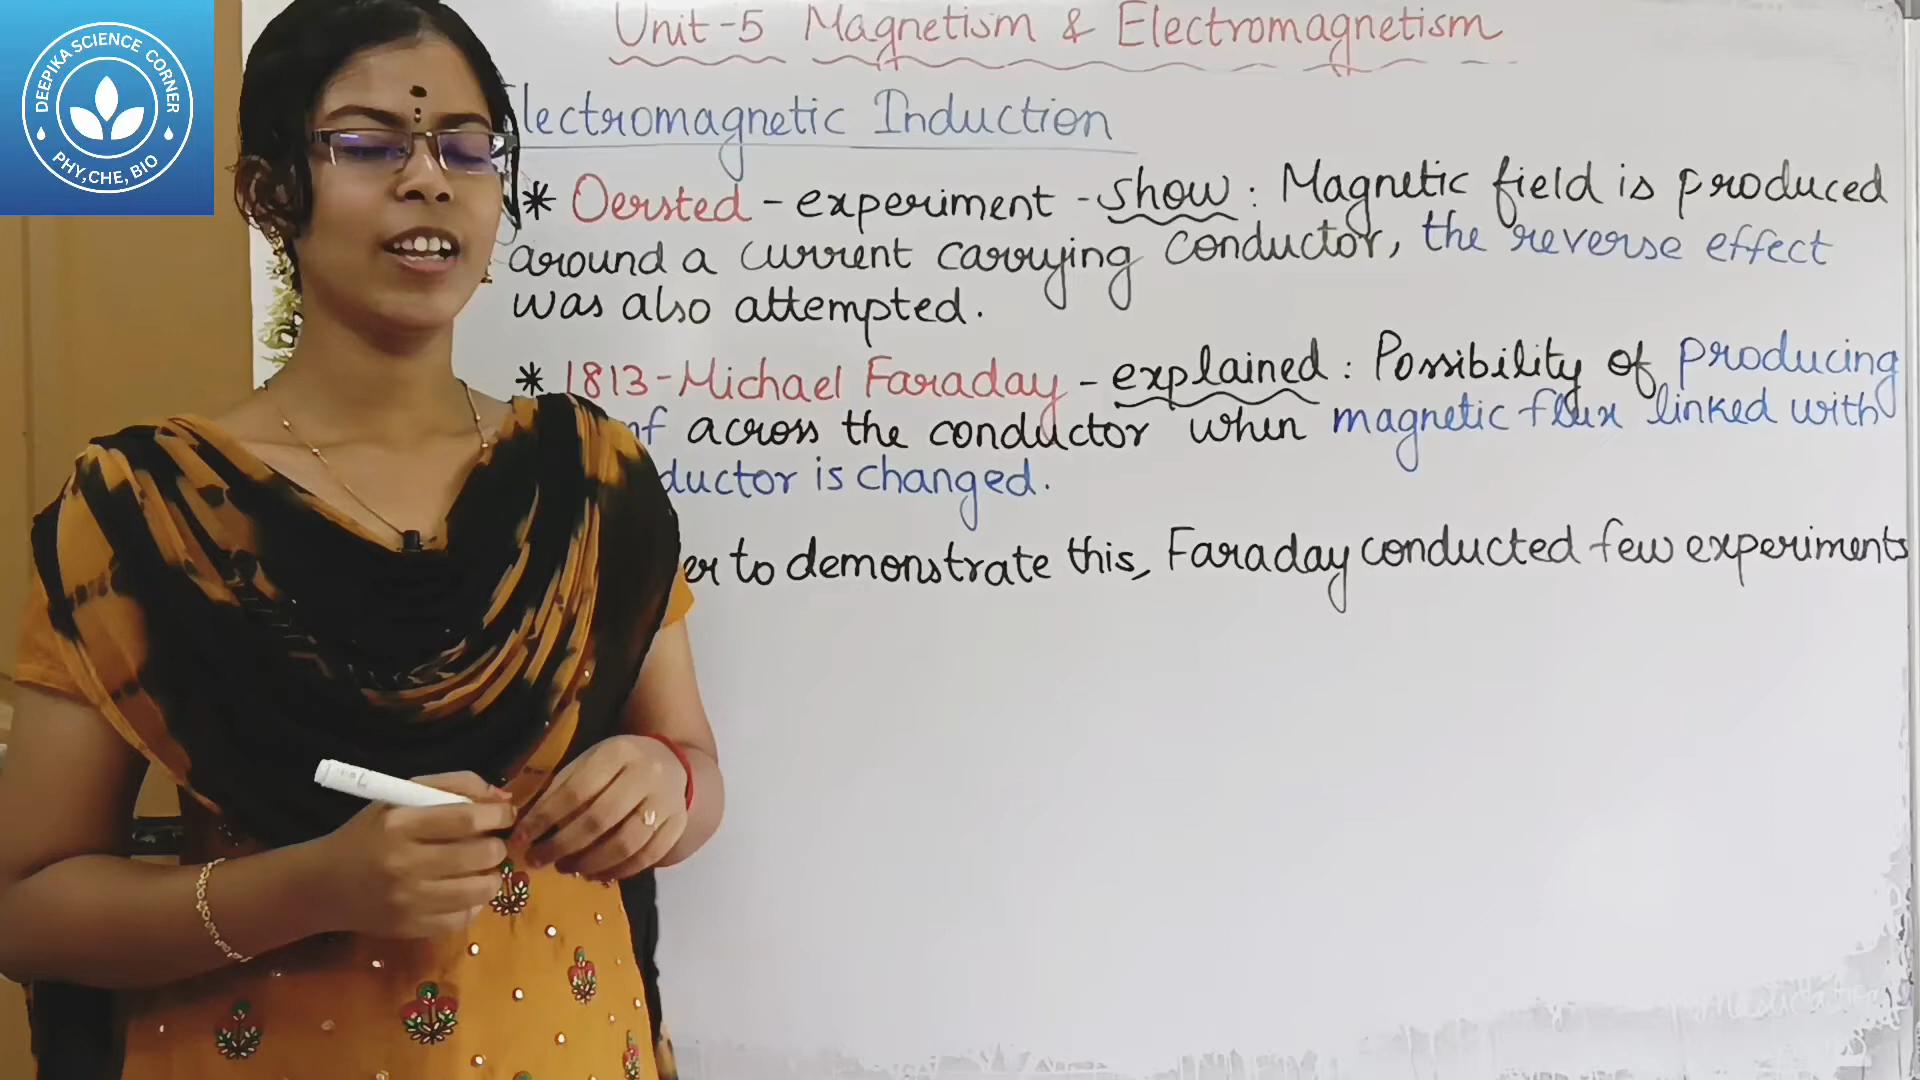 DEEPIKA SCIENCE CORNER
PHY, CHE, BIO
Unit-5 Magnetism & Electromagnetism
lectromagnetic Induction
* Oersted - experiment - show : Magnetic field is produced
around a current carrying conductor, the reverse effect
was also attempted.
* 1813 - Michael Faraday - explained : Possibility of producing
mf across the conductor when magnetic flux linked with
ductor is changed.
er to demonstrate this, Faraday conducted few experiments